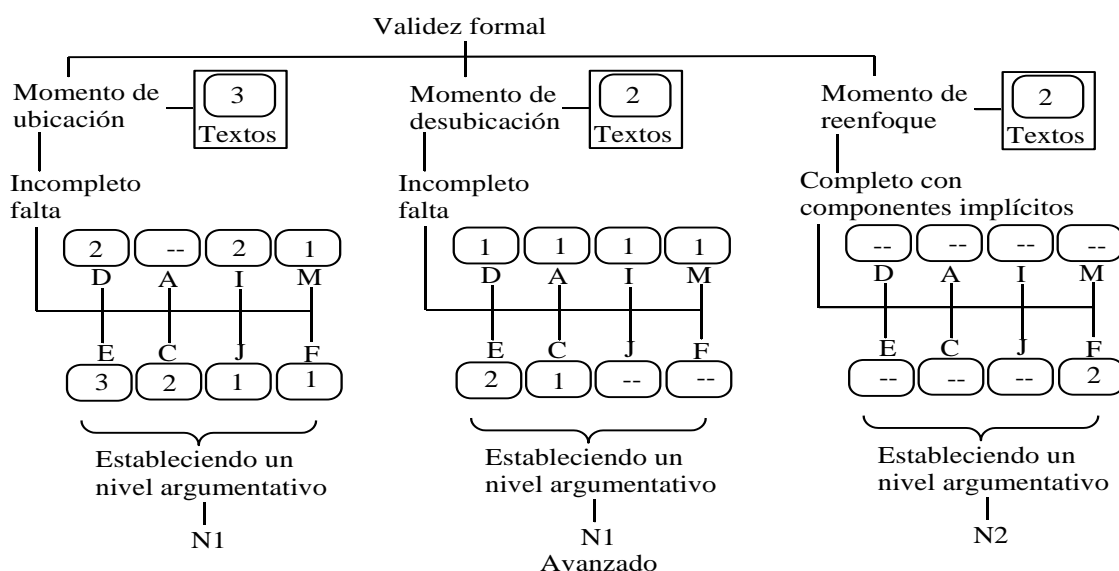 Validez formal
Momento de
ubicación
3
Textos
Incompleto
falta
2 -- 2 1
D A I M
E C J F
3 2 1 1
Estableciendo un
nivel argumentativo
N1
Momento de
desubicación
2
Textos
Incompleto
falta
1 1 1 1
D A I M
E C J F
2 1 -- --
Estableciendo un
nivel argumentativo
N1
Avanzado
Momento de
reenfoque
2
Textos
Completo con
componentes implícitos
-- -- -- --
D A I M
E C J F
-- -- -- 2
Estableciendo un
nivel argumentativo
N2